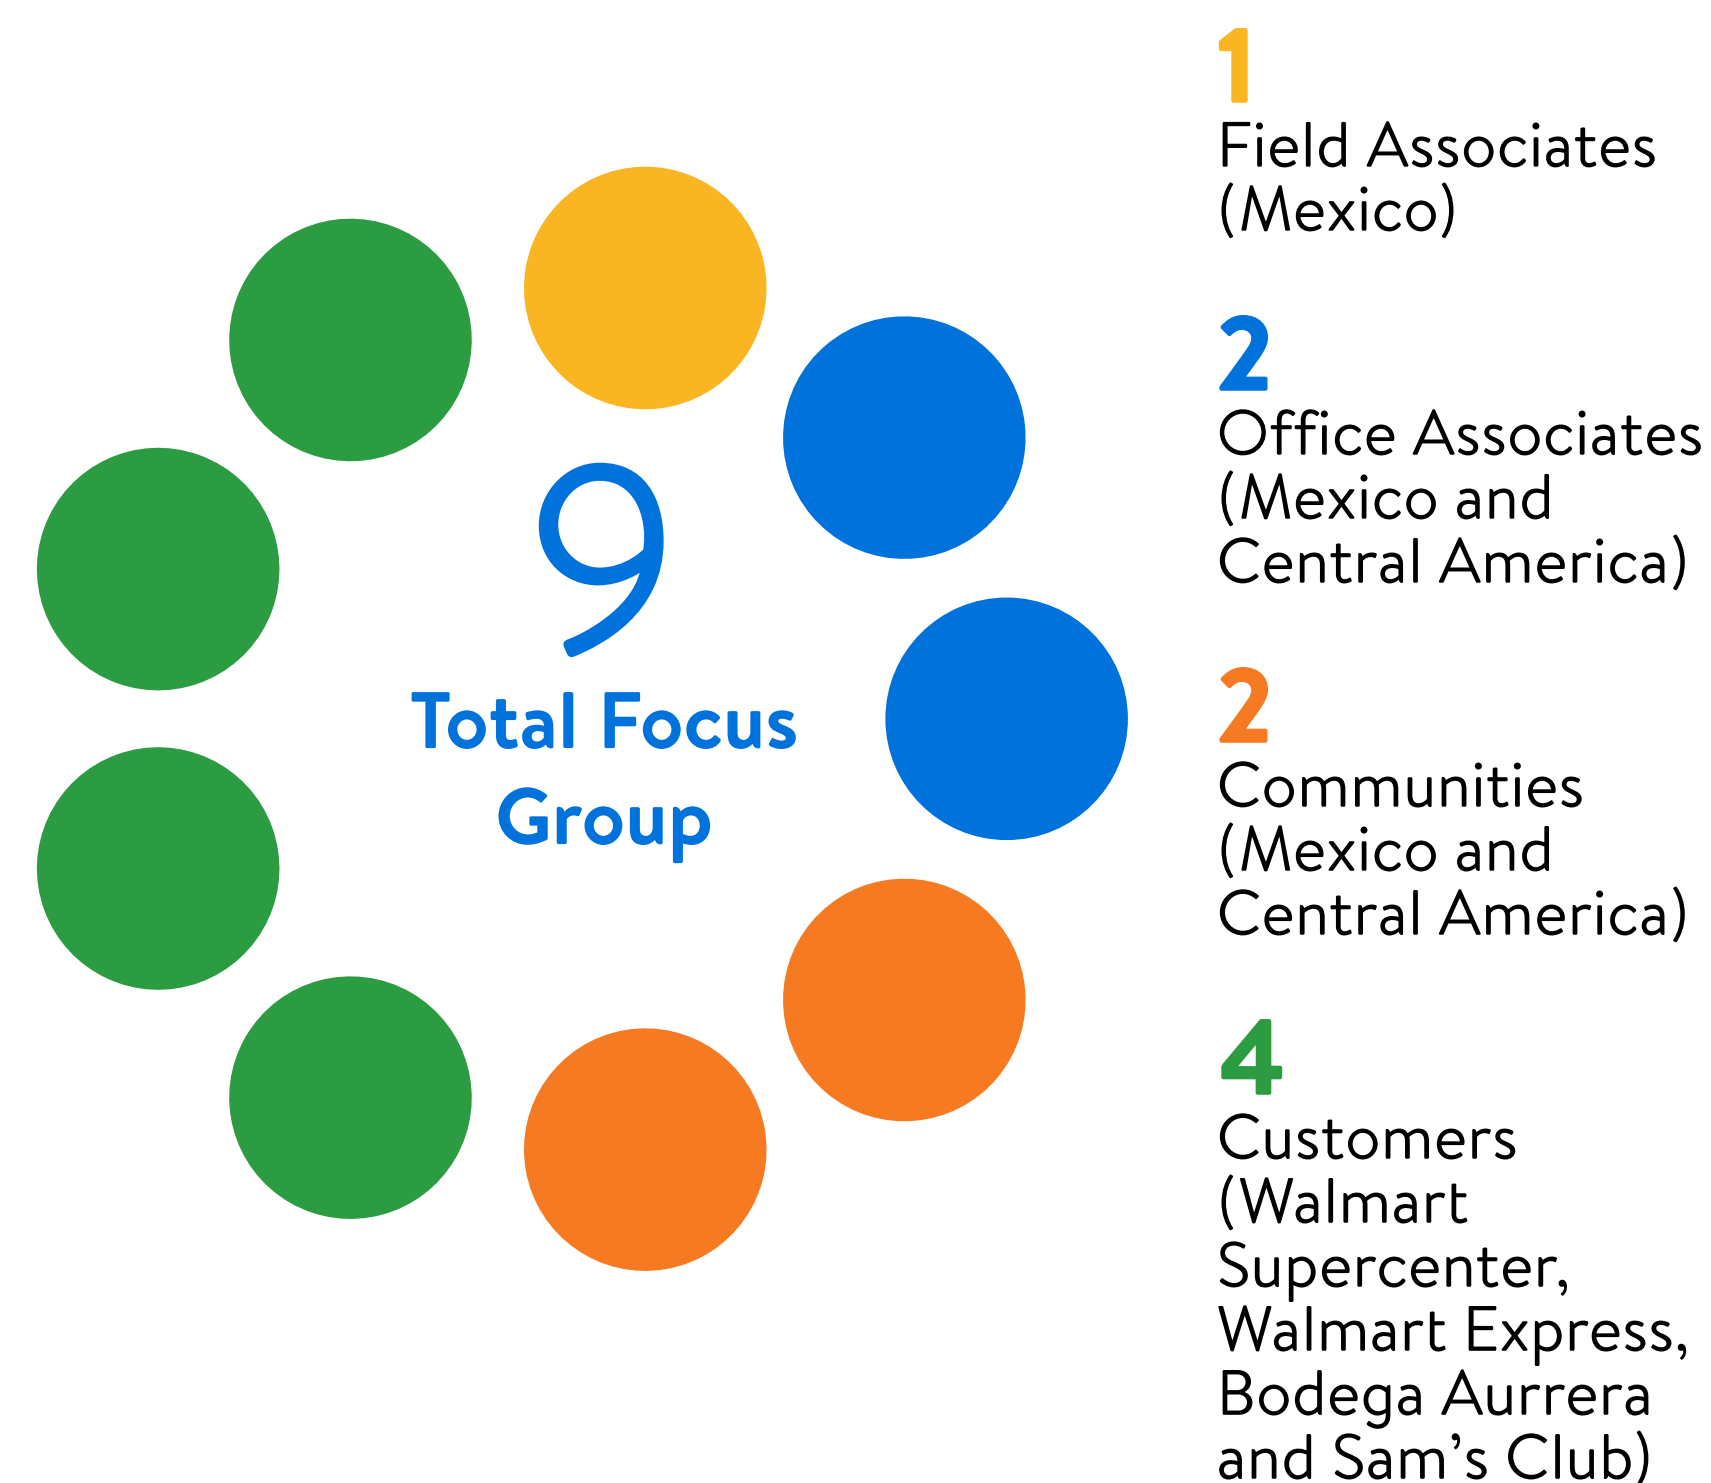 9
Total Focus
Group
1
Field Associates
(Mexico)
2
Office Associates
(Mexico and
Central America)
2
Communities
(Mexico and
Central America)
4
Customers
(Walmart
Supercenter,
Walmart Express,
Bodega Aurrera
and Sam’s Club)